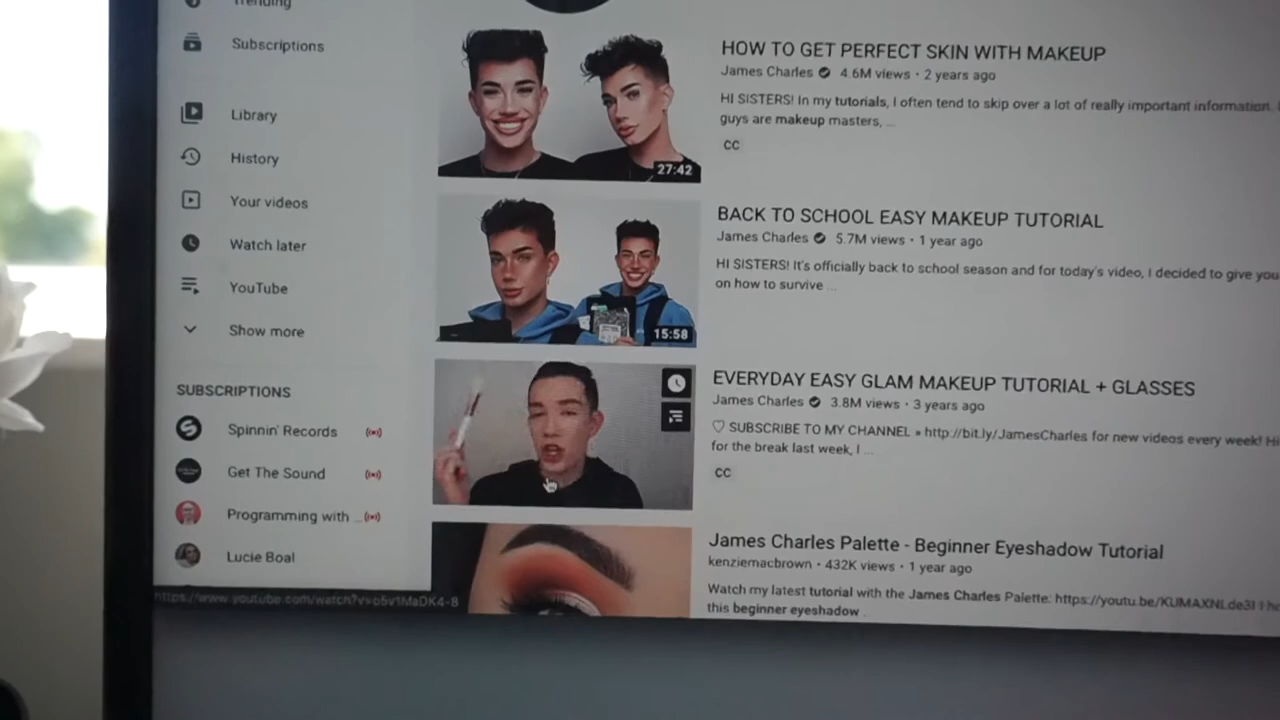 Trending
Subscriptions
Library
History
Your videos
Watch later
YouTube
Show more
SUBSCRIPTIONS
Spinnin' Records
Get The Sound
Programming with ...
Lucie Boal
27:42
HOW TO GET PERFECT SKIN WITH MAKEUP
James Charles 4.6M views • 2 years ago
HI SISTERS! In my tutorials, I often tend to skip over a lot of really important information.
guys are makeup masters, ...
CC
15:58
BACK TO SCHOOL EASY MAKEUP TUTORIAL
James Charles 5.7M views • 1 year ago
HI SISTERS! It's officially back to school season and for today's video, I decided to give you
on how to survive ...
EVERYDAY EASY GLAM MAKEUP TUTORIAL + GLASSES
James Charles 3.8M views • 3 years ago
♡ SUBSCRIBE TO MY CHANNEL » http://bit.ly/JamesCharles for new videos every week! Hi
for the break last week, I ...
CC
James Charles Palette - Beginner Eyeshadow Tutorial
kenziemacbrown • 432K views • 1 year ago
Watch my latest tutorial with the James Charles Palette: I
this beginner eyeshadow ...